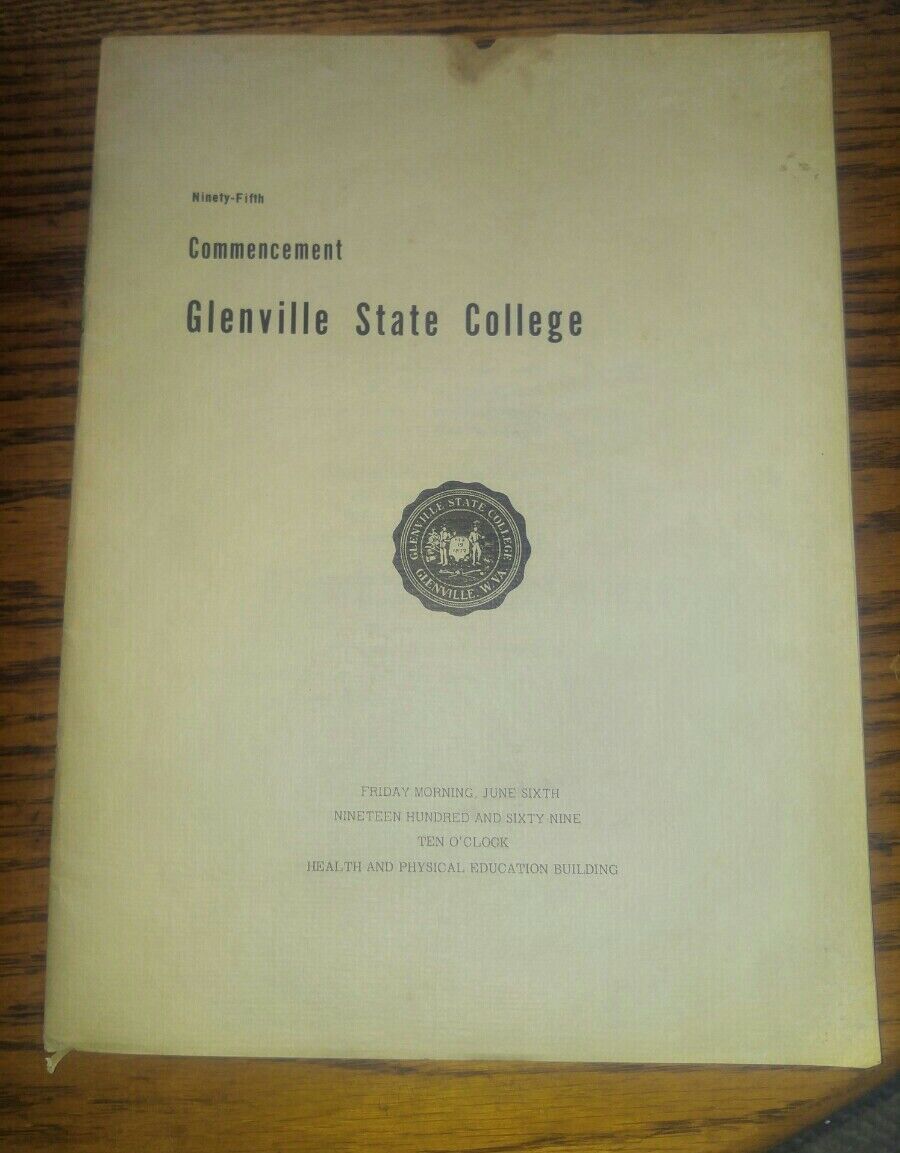 Ninety-Fifth
Commencement
Glenville State College
GLENVILLE STATE COLLEGE
GLENVILLE, W. VA.
FRIDAY MORNING, JUNE SIXTH
NINETEEN HUNDRED AND SIXTY NINE
TEN O'CLOCK
HEALTH AND PHYSICAL EDUCATION BUILDING